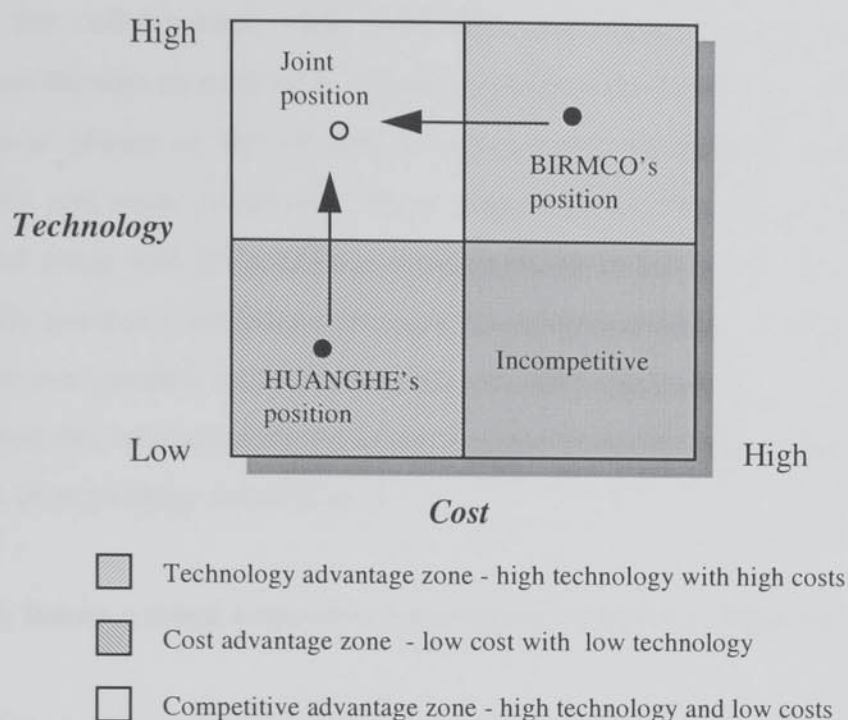 High
Joint
position
BIRMCO's
position
Technology
HUANGHE's
position
Incompetitive
Low
High
Cost
Technology advantage zone - high technology with high costs
Cost advantage zone - low cost with low technology
Competitive advantage zone - high technology and low costs